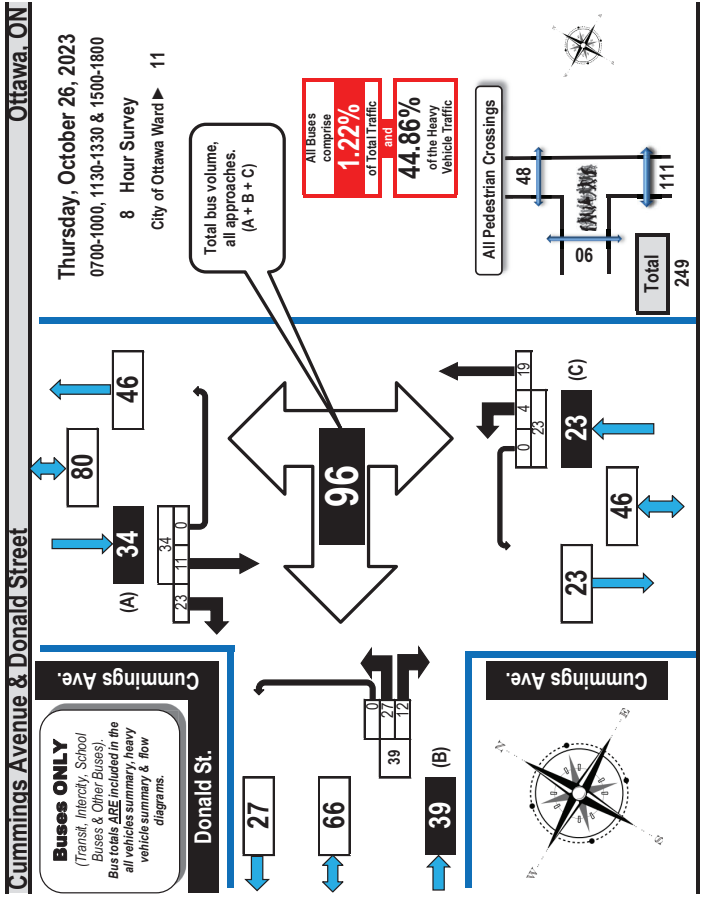 Cummings Avenue & Donald Street
Ottawa, ON
Buses ONLY
(Transit, Intercity, School
Buses & Other Buses).
Bus totals ARE included in the
all vehicles summary, heavy
vehicle summary & flow
diagrams.
Cummings Ave.
Donald St.
Thursday, October 26, 2023
0700-1000, 1130-1330 & 1500-1800
8 Hour Survey
City of Ottawa Ward► 11
(A)
34
80
46
34
23
11
0
Total bus volume,
all approaches.
(A + B + C)
96
27
66
39
(B)
39
0
27
12
Cummings Ave.
N
E
S
W
0
4
19
23
23
(C)
46
23
All Buses
comprise
1.22%
of Total Traffic
and
44.86%
of the Heavy
Vehicle Traffic
All Pedestrian Crossings
48
90
111
Total
249